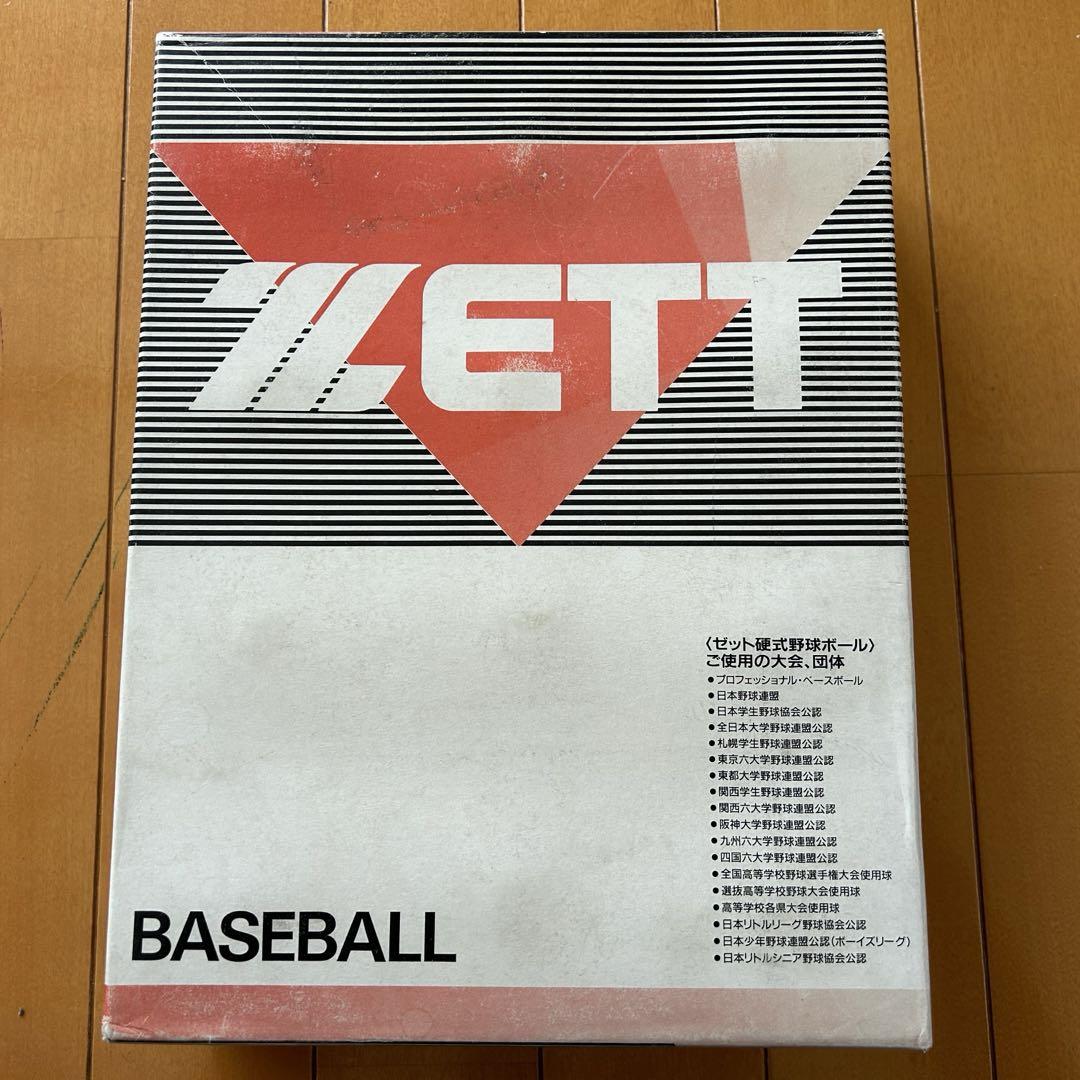 ZETT
〈ゼット硬式野球ボール〉
ご使用の大会、団体
●プロフェッショナル・ベースボール
●日本野球連盟
●日本学生野球協会公認
●全日本大学野球連盟公認
●札幌学生野球連盟公認
●東京六大学野球連盟公認
●東都大学野球連盟公認
●関西学生野球連盟公認
●関西六大学野球連盟公認
●阪神大学野球連盟公認
●九州六大学野球連盟公認
●四国六大学野球連盟公認
●全国高等学校野球選手権大会使用球
●選抜高等学校野球大会使用球
●高等学校各県大会使用球
●日本リトルリーグ野球協会公認
●日本少年野球連盟公認(ボーイズリーグ)
●日本リトルシニア野球協会公認
BASEBALL